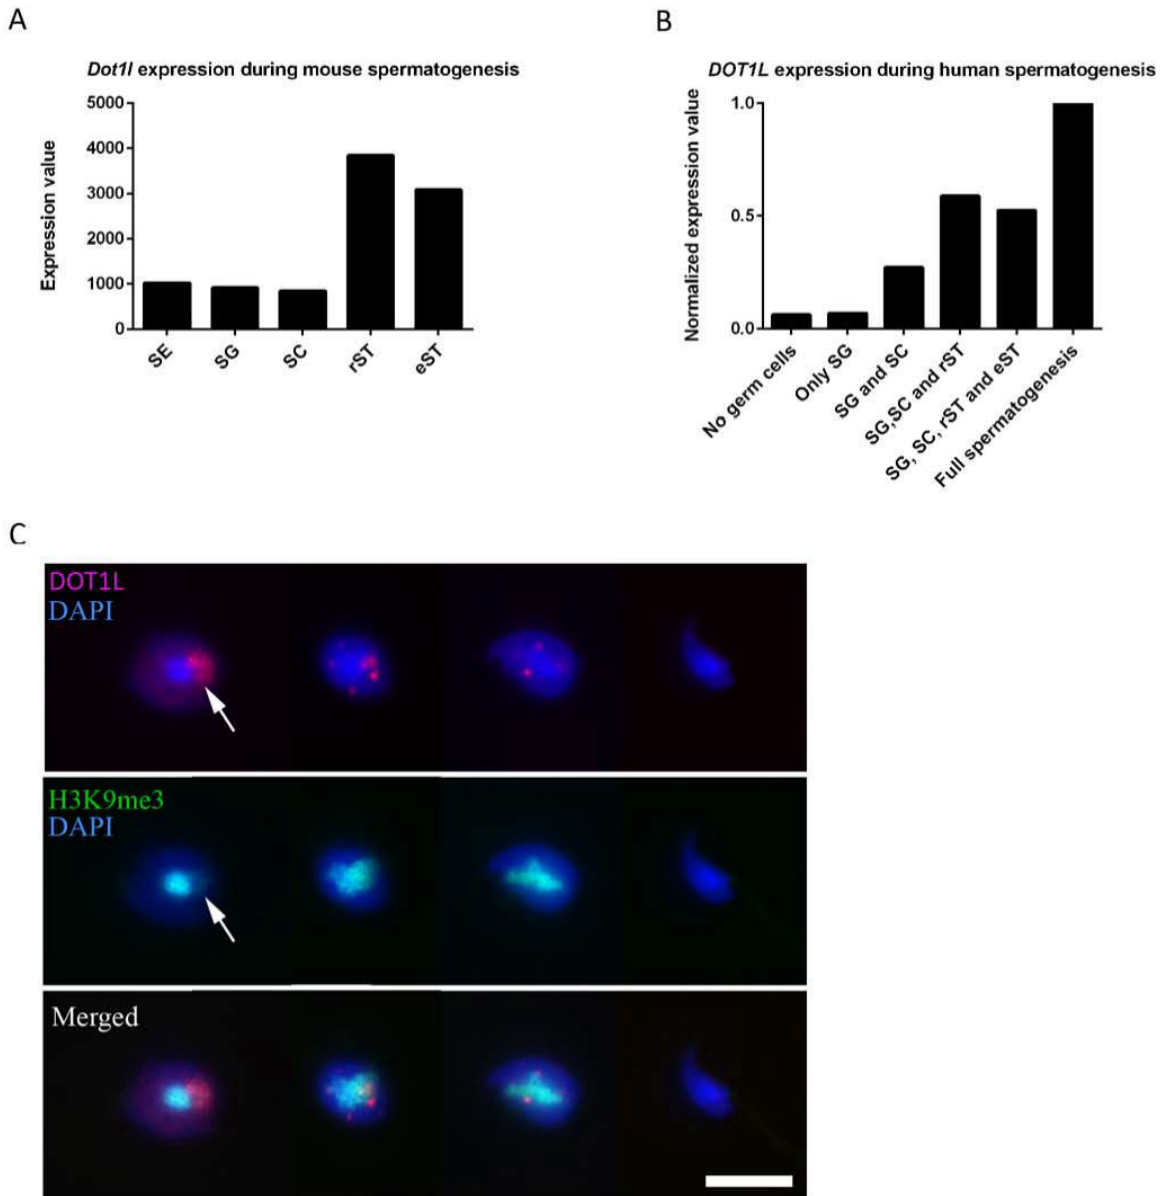 A
Dot1l expression during mouse spermatogenesis
Expression value
5000
4000
3000
2000
1000
0
SE
SG
SC
rST
eST
B
DOT1L expression during human spermatogenesis
Normalized expression value
1.0
0.5
0.0
No germ cells
Only SG
SG and SC
SG,SC and rST
SG, SC, rST and eST
Full spermatogenesis
C
DOT1L
DAPI
H3K9me3
DAPI
Merged